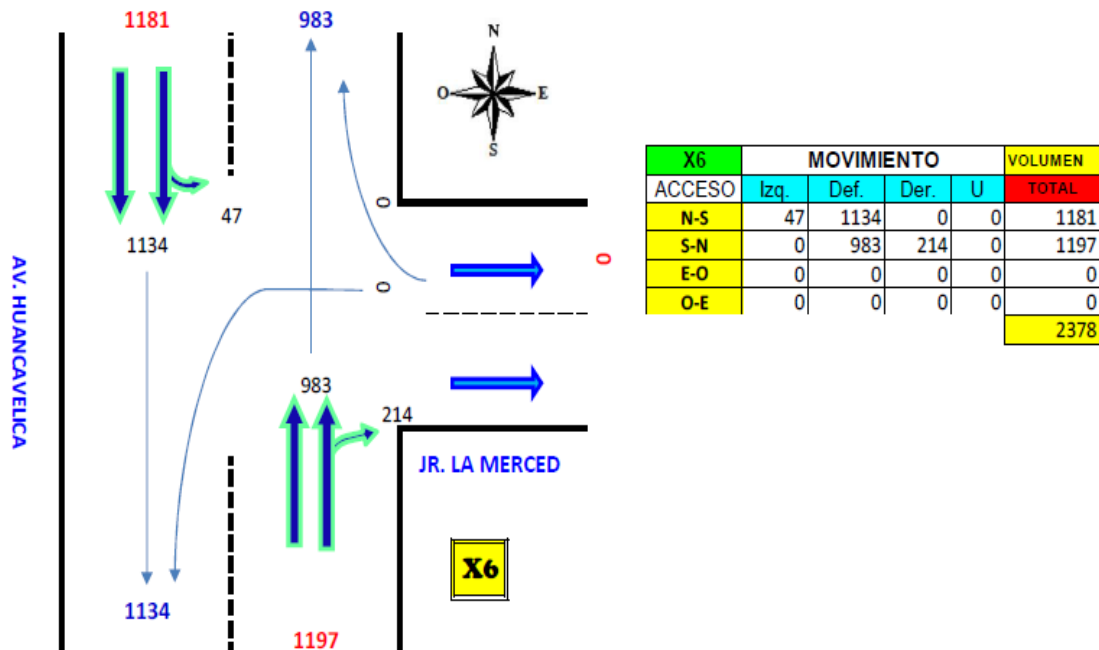 1181
983
N
O
E
S
47
0
1134
0
0
AV. HUANCAVELICA
983
214
JR. LA MERCED
X6
1134
1197
X6 MOVIMIENTO VOLUMEN
ACCESO Izq. Def. Der. U TOTAL
N-S 47 1134 0 0 1181
S-N 0 983 214 0 1197
E-O 0 0 0 0 0
O-E 0 0 0 0 0
2378